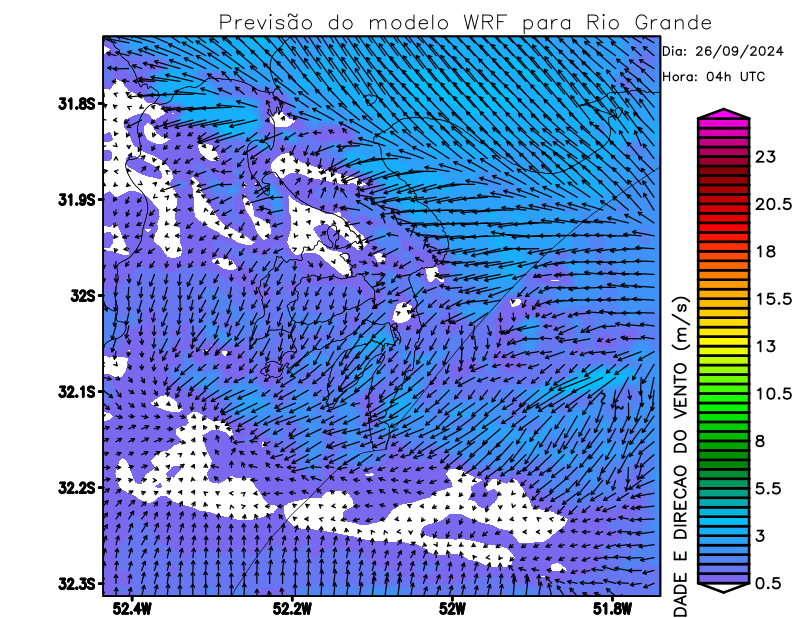 Previsão do modelo WRF para Rio Grande
Dia: 26/09/2024
Hora: 04h UTC
31.8S
31.9S
32S
32.1S
32.2S
32.3S
52.4W
52.2W
52W
51.8W
23
20.5
18
15.5
13
10.5
8
5.5
3
0.5
DADE E DIRECAO DO VENTO (m/s)